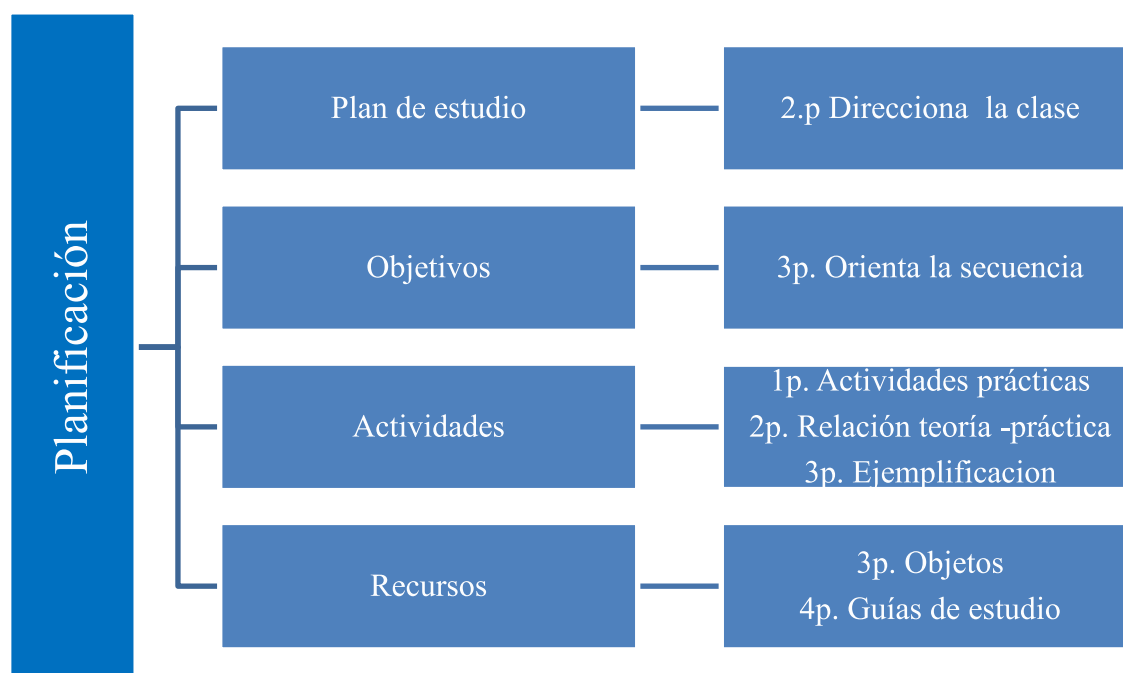 Planificación
Plan de estudio
2.p Direcciona  la clase
Objetivos
3p. Orienta la secuencia
Actividades
1p. Actividades prácticas
2p. Relación teoría -práctica
3p. Ejemplificacion
Recursos
3p. Objetos
4p. Guías de estudio